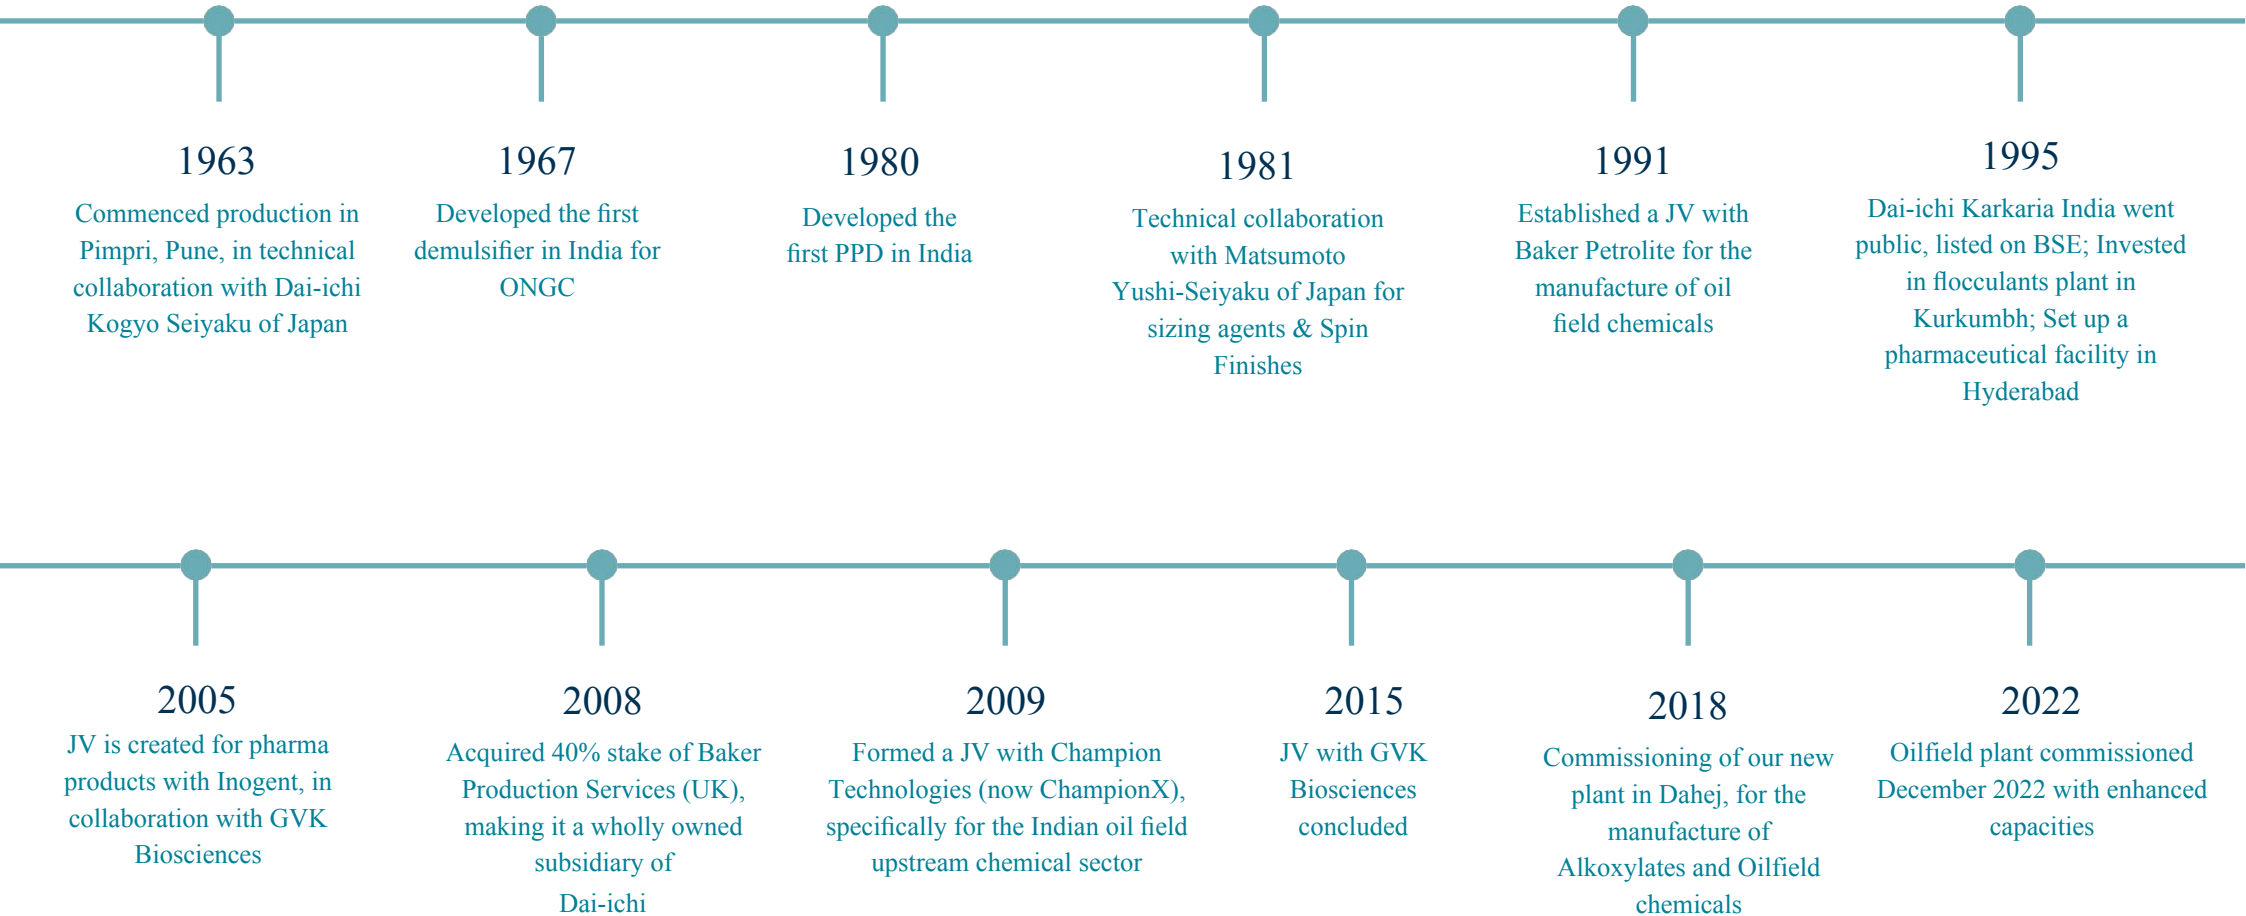 1963
Commenced production in
Pimpri, Pune, in technical
collaboration with Dai-ichi
Kogyo Seiyaku of Japan
1967
Developed the first
demulsifier in India for
ONGC
1980
Developed the
first PPD in India
1981
Technical collaboration
with Matsumoto
Yushi-Seiyaku of Japan for
sizing agents & Spin
Finishes
1991
Established a JV with
Baker Petrolite for the
manufacture of oil
field chemicals
1995
Dai-ichi Karkaria India went
public, listed on BSE; Invested
in flocculants plant in
Kurkumbh; Set up a
pharmaceutical facility in
Hyderabad
2005
JV is created for pharma
products with Inogent, in
collaboration with GVK
Biosciences
2008
Acquired 40% stake of Baker
Production Services (UK),
making it a wholly owned
subsidiary of
Dai-ichi
2009
Formed a JV with Champion
Technologies (now ChampionX),
specifically for the Indian oil field
upstream chemical sector
2015
JV with GVK
Biosciences
concluded
2018
Commissioning of our new
plant in Dahej, for the
manufacture of
Alkoxylates and Oilfield
chemicals
2022
Oilfield plant commissioned
December 2022 with enhanced
capacities